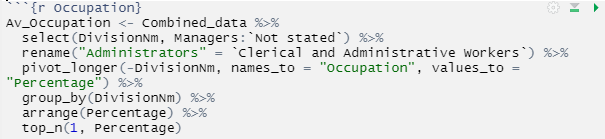 ```{r Occupation}
Av_Occupation <- Combined_data %>%
  select(DivisionNm, Managers:`Not stated`) %>%
  rename("Administrators" = `Clerical and Administrative Workers`) %>%
  pivot_longer(-DivisionNm, names_to = "Occupation", values_to =
"Percentage") %>%
  group_by(DivisionNm) %>%
  arrange(Percentage) %>%
  top_n(1, Percentage)